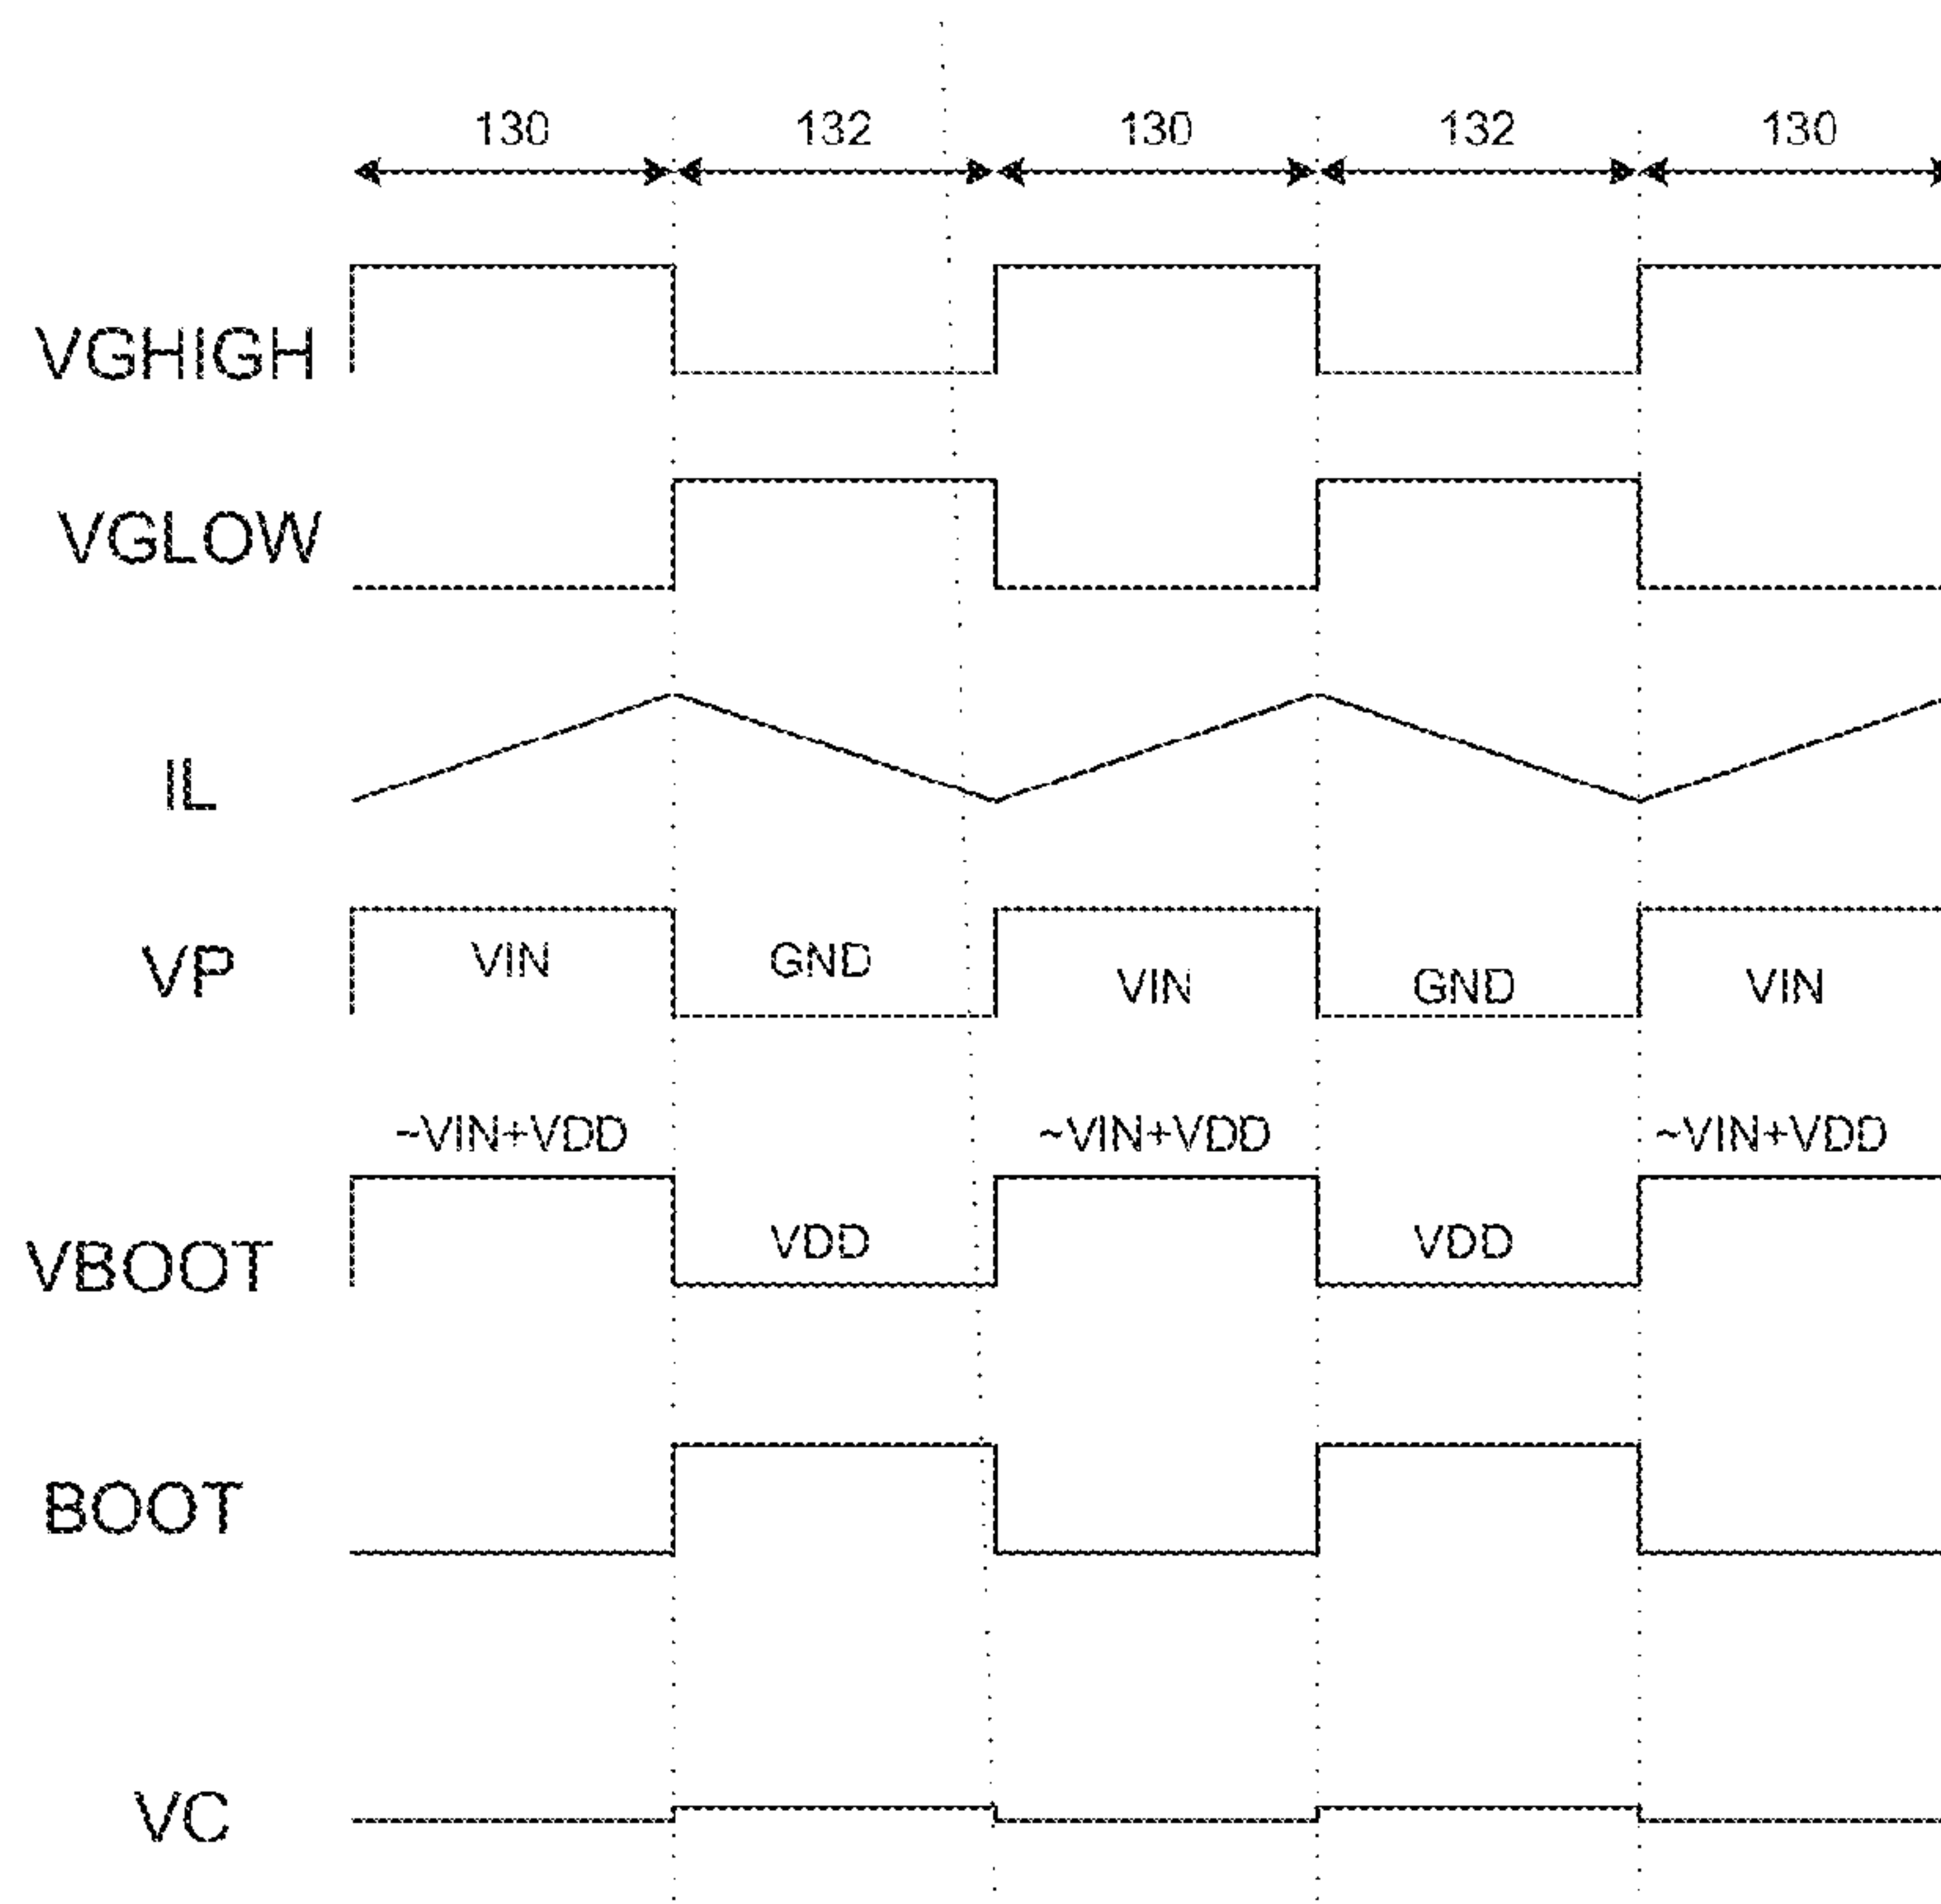 130 132 130 132 130
VGHIGH
VGLOW
IL
VP VIN GND VIN GND VIN
~VIN+VDD ~VIN+VDD ~VIN+VDD
VBOOT VDD VDD
BOOT
VC